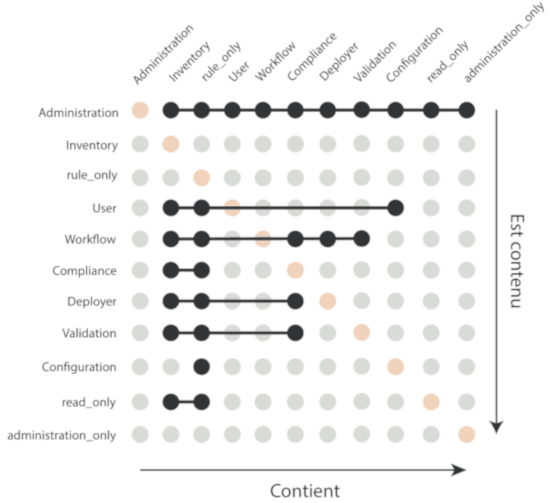 Administration
Inventory
rule_only
User
Workflow
Compliance
Deployer
Validation
Configuration
read_only
administration_only
Administration
Inventory
rule_only
User
Workflow
Compliance
Deployer
Validation
Configuration
read_only
administration_only
Est contenu
Contient